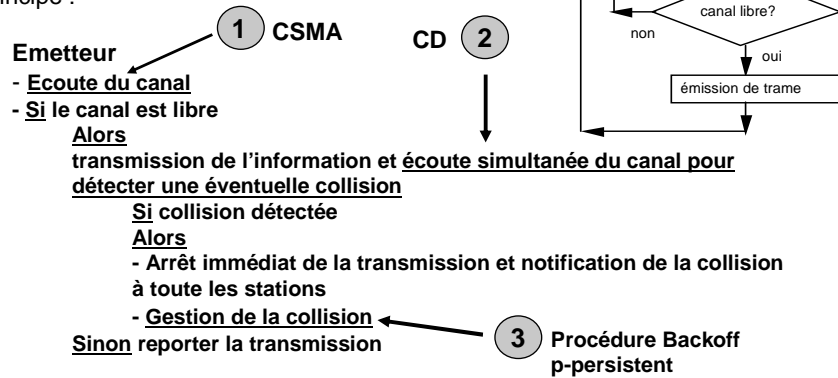 1 CSMA
CD 2
canal libre?
non
oui
émission de trame
Emetteur
- Ecoute du canal
- Si le canal est libre
Alors
transmission de l'information et écoute simultanée du canal pour
détecter une éventuelle collision
Si collision détectée
Alors
- Arrêt immédiat de la transmission et notification de la collision
à toute les stations
- Gestion de la collision
Sinon reporter la transmission
3 Procédure Backoff
p-persistent